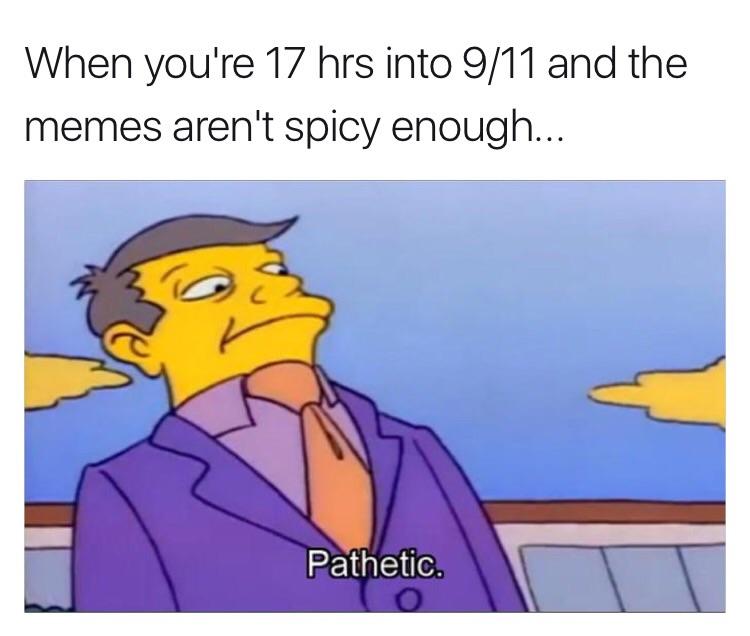 When you're 17 hrs into 9/11 and the
memes aren't spicy enough...
Pathetic.